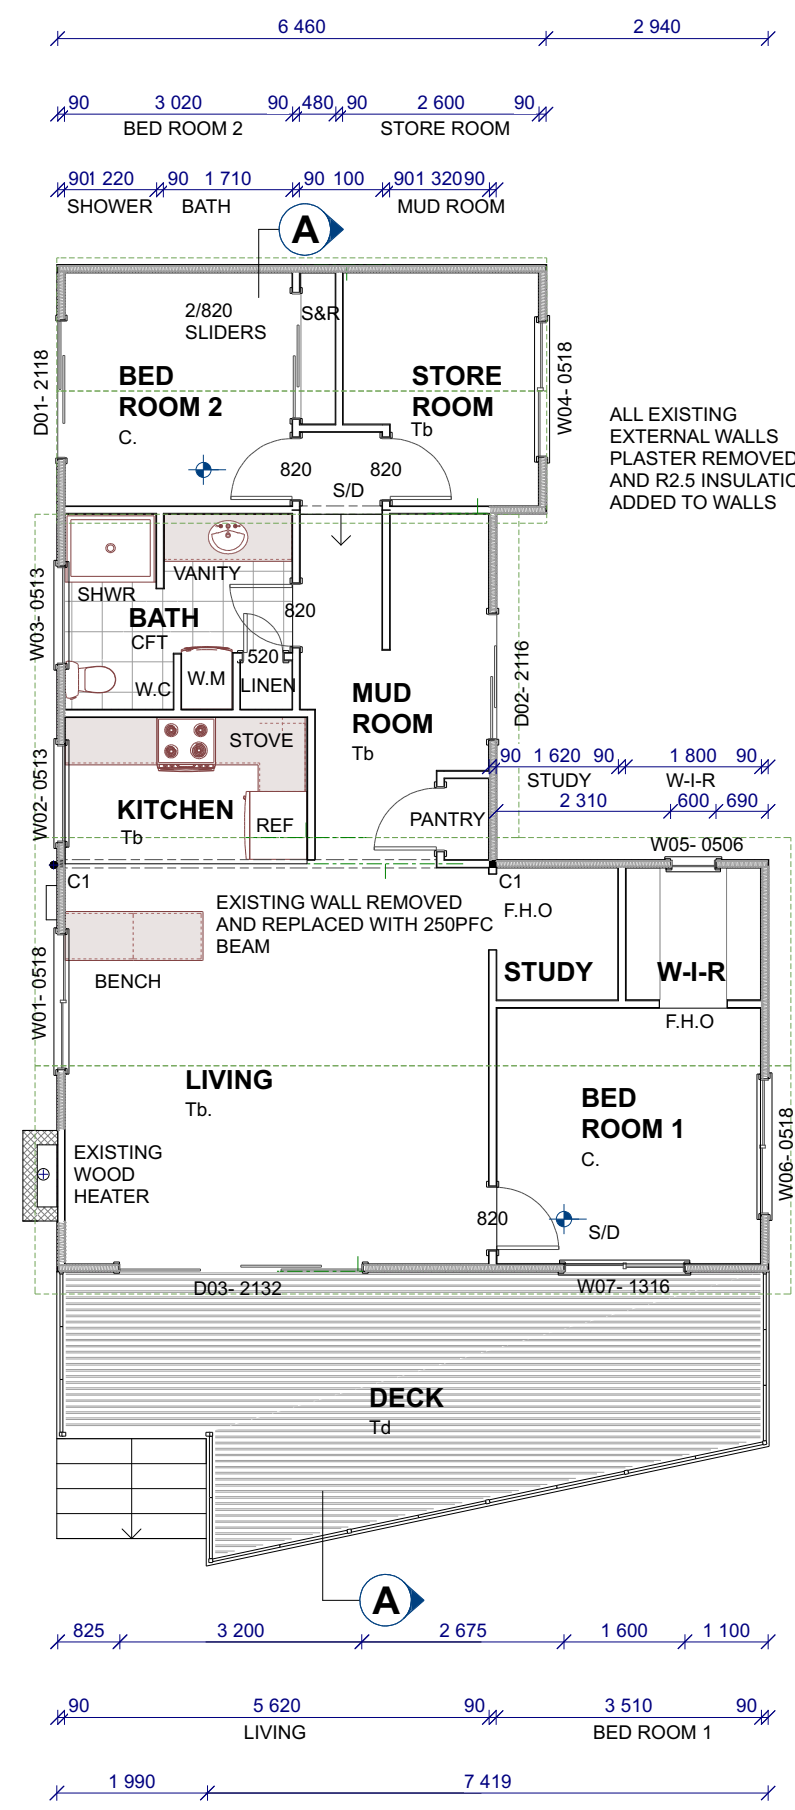 6 460
2 940
90 3 020 90 480 90 2 600 90
BED ROOM 2
STORE ROOM
90 1 220 90 1 710 90 100 90 1 320 90
SHOWER BATH MUD ROOM
A
2/820
SLIDERS
S&R
BED
ROOM 2
C.
STORE
ROOM
Tb
D01- 2118
W04- 0518
ALL EXISTING
EXTERNAL WALLS
PLASTER REMOVED
AND R2.5 INSULATIO
ADDED TO WALLS
820
820
S/D
VANITY
SHWR
BATH
CFT
820
W03- 0513
W.C
W.M
520
LINEN
MUD
ROOM
Tb
D02- 2116
STOVE
KITCHEN
Tb
REF
W02- 0513
PANTRY
90 1 620 90 1 800 90
STUDY W-I-R
2 310 600 690
W05- 0506
C1
C1
F.H.O
EXISTING WALL REMOVED
AND REPLACED WITH 250PFC
BEAM
BENCH
W01- 0518
STUDY
W-I-R
F.H.O
LIVING
Tb.
BED
ROOM 1
C.
W06- 0518
EXISTING
WOOD
HEATER
820
S/D
D03- 2132
W07- 1316
DECK
Td
A
825 3 200 2 675 1 600 1 100
90 5 620 90 3 510 90
LIVING BED ROOM 1
1 990 7 419